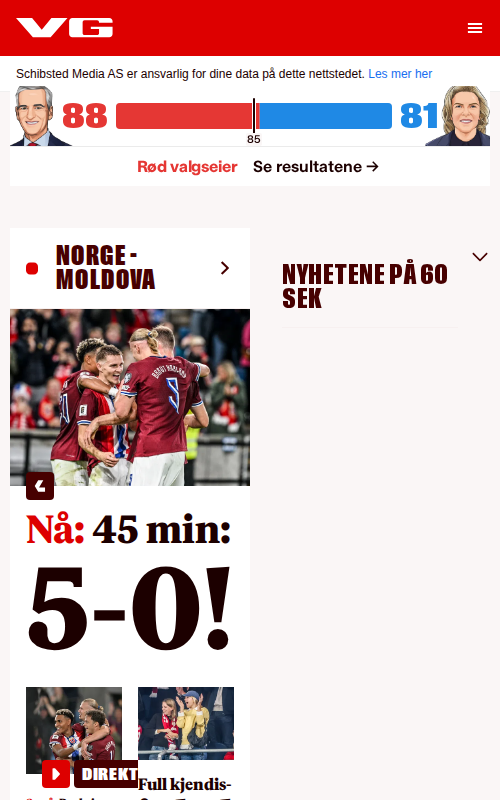 VG
Schibsted Media AS er ansvarlig for dine data på dette nettstedet. Les mer her
88
81
85
Rød valgseier Se resultatene →
NORGE -
MOLDOVA
NYHETENE PÅ 60
SEK
Nå: 45 min:
5-0!
DIREKT
Full kjendis-